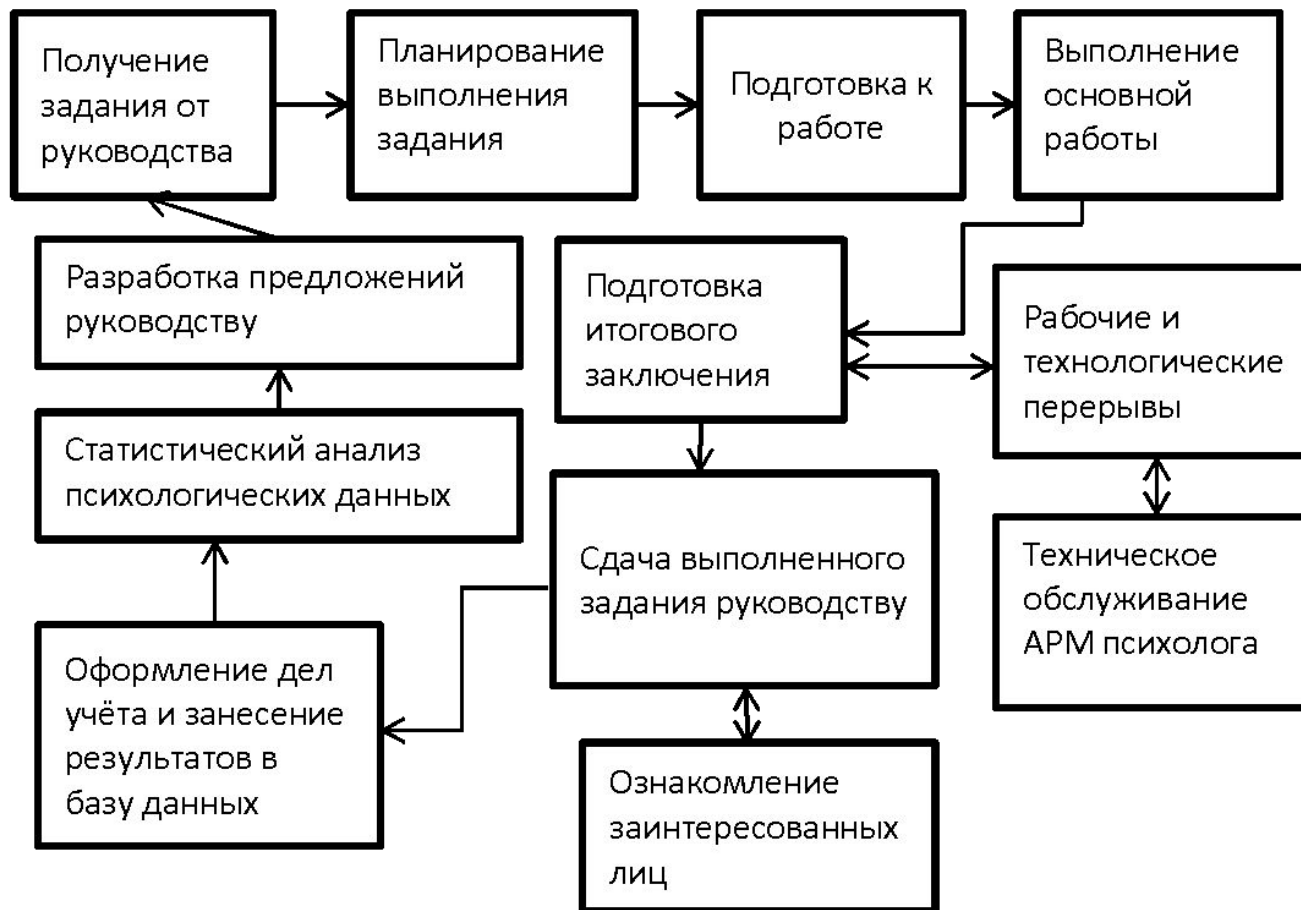 Получение
задания от
руководства
Планирование
выполнения
задания
Подготовка к
работе
Выполнение
основной
работы
Разработка предложений
руководству
Подготовка
итогового
заключения
Рабочие и
технологические
перерывы
Статистический анализ
психологических данных
Сдача выполненного
задания руководству
Техническое
обслуживание
АРМ психолога
Оформление дел
учёта и занесение
результатов в
базу данных
Ознакомление
заинтересованных
лиц